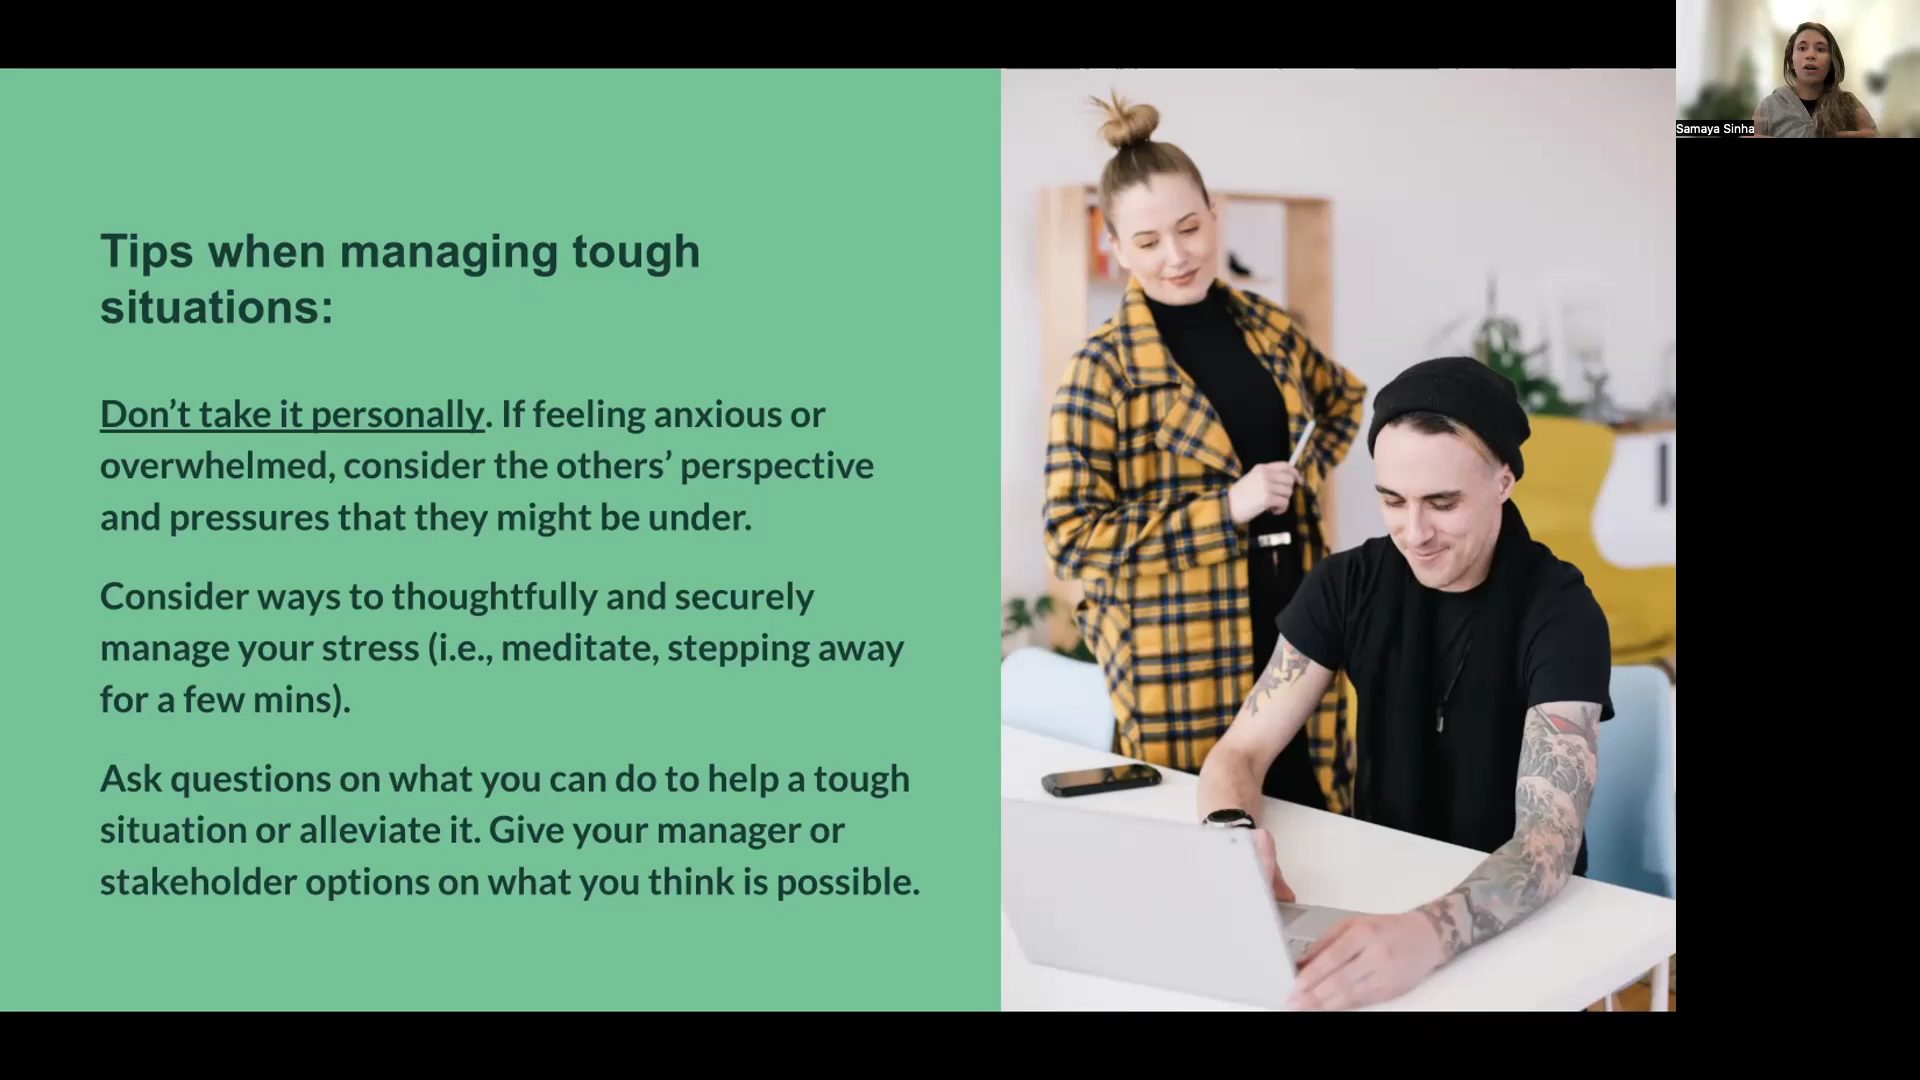 Tips when managing tough
situations:
Don’t take it personally. If feeling anxious or
overwhelmed, consider the others’ perspective
and pressures that they might be under.
Consider ways to thoughtfully and securely
manage your stress (i.e., meditate, stepping away
for a few mins).
Ask questions on what you can do to help a tough
situation or alleviate it. Give your manager or
stakeholder options on what you think is possible.
Samaya Sinha